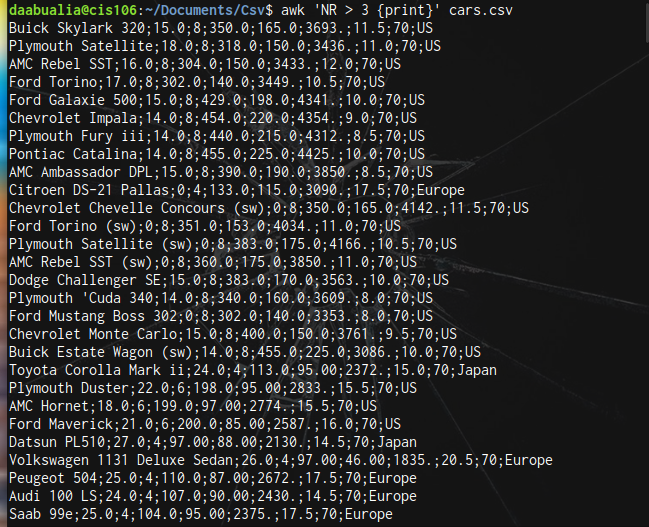 daabualia@cis106:~/Documents/Csv$ awk 'NR > 3 {print}' cars.csv
Buick Skylark 320;15.0;8;350.0;165.0;3693.;11.5;70;US
Plymouth Satellite;18.0;8;318.0;150.0;3436.;11.0;70;US
AMC Rebel SST;16.0;8;304.0;150.0;3433.;12.0;70;US
Ford Torino;17.0;8;302.0;140.0;3449.;10.5;70;US
Ford Galaxie 500;15.0;8;429.0;198.0;4341.;10.0;70;US
Chevrolet Impala;14.0;8;454.0;220.0;4354.;9.0;70;US
Plymouth Fury iii;14.0;8;440.0;215.0;4312.;8.5;70;US
Pontiac Catalina;14.0;8;455.0;225.0;4425.;10.0;70;US
AMC Ambassador DPL;15.0;8;390.0;190.0;3850.;8.5;70;US
Citroen DS-21 Pallas;0;4;133.0;115.0;3090.;17.5;70;Europe
Chevrolet Chevelle Concours (sw);0;8;350.0;165.0;4142.;11.5;70;US
Ford Torino (sw);0;8;351.0;153.0;4034.;11.0;70;US
Plymouth Satellite (sw);0;8;383.0;175.0;4166.;10.5;70;US
AMC Rebel SST (sw);0;8;360.0;175.0;3850.;11.0;70;US
Dodge Challenger SE;15.0;8;383.0;170.0;3563.;10.0;70;US
Plymouth 'Cuda 340;14.0;8;340.0;160.0;3609.;8.0;70;US
Ford Mustang Boss 302;0;8;302.0;140.0;3353.;8.0;70;US
Chevrolet Monte Carlo;15.0;8;400.0;150.0;3761.;9.5;70;US
Buick Estate Wagon (sw);14.0;8;455.0;225.0;3086.;10.0;70;US
Toyota Corolla Mark ii;24.0;4;113.0;95.00;2372.;15.0;70;Japan
Plymouth Duster;22.0;6;198.0;95.00;2833.;15.5;70;US
AMC Hornet;18.0;6;199.0;97.00;2774.;15.5;70;US
Ford Maverick;21.0;6;200.0;85.00;2587.;16.0;70;US
Datsun PL510;27.0;4;97.00;88.00;2130.;14.5;70;Japan
Volkswagen 1131 Deluxe Sedan;26.0;4;97.00;46.00;1835.;20.5;70;Europe
Peugeot 504;25.0;4;110.0;87.00;2672.;17.5;70;Europe
Audi 100 LS;24.0;4;107.0;90.00;2430.;14.5;70;Europe
Saab 99e;25.0;4;104.0;95.00;2375.;17.5;70;Europe